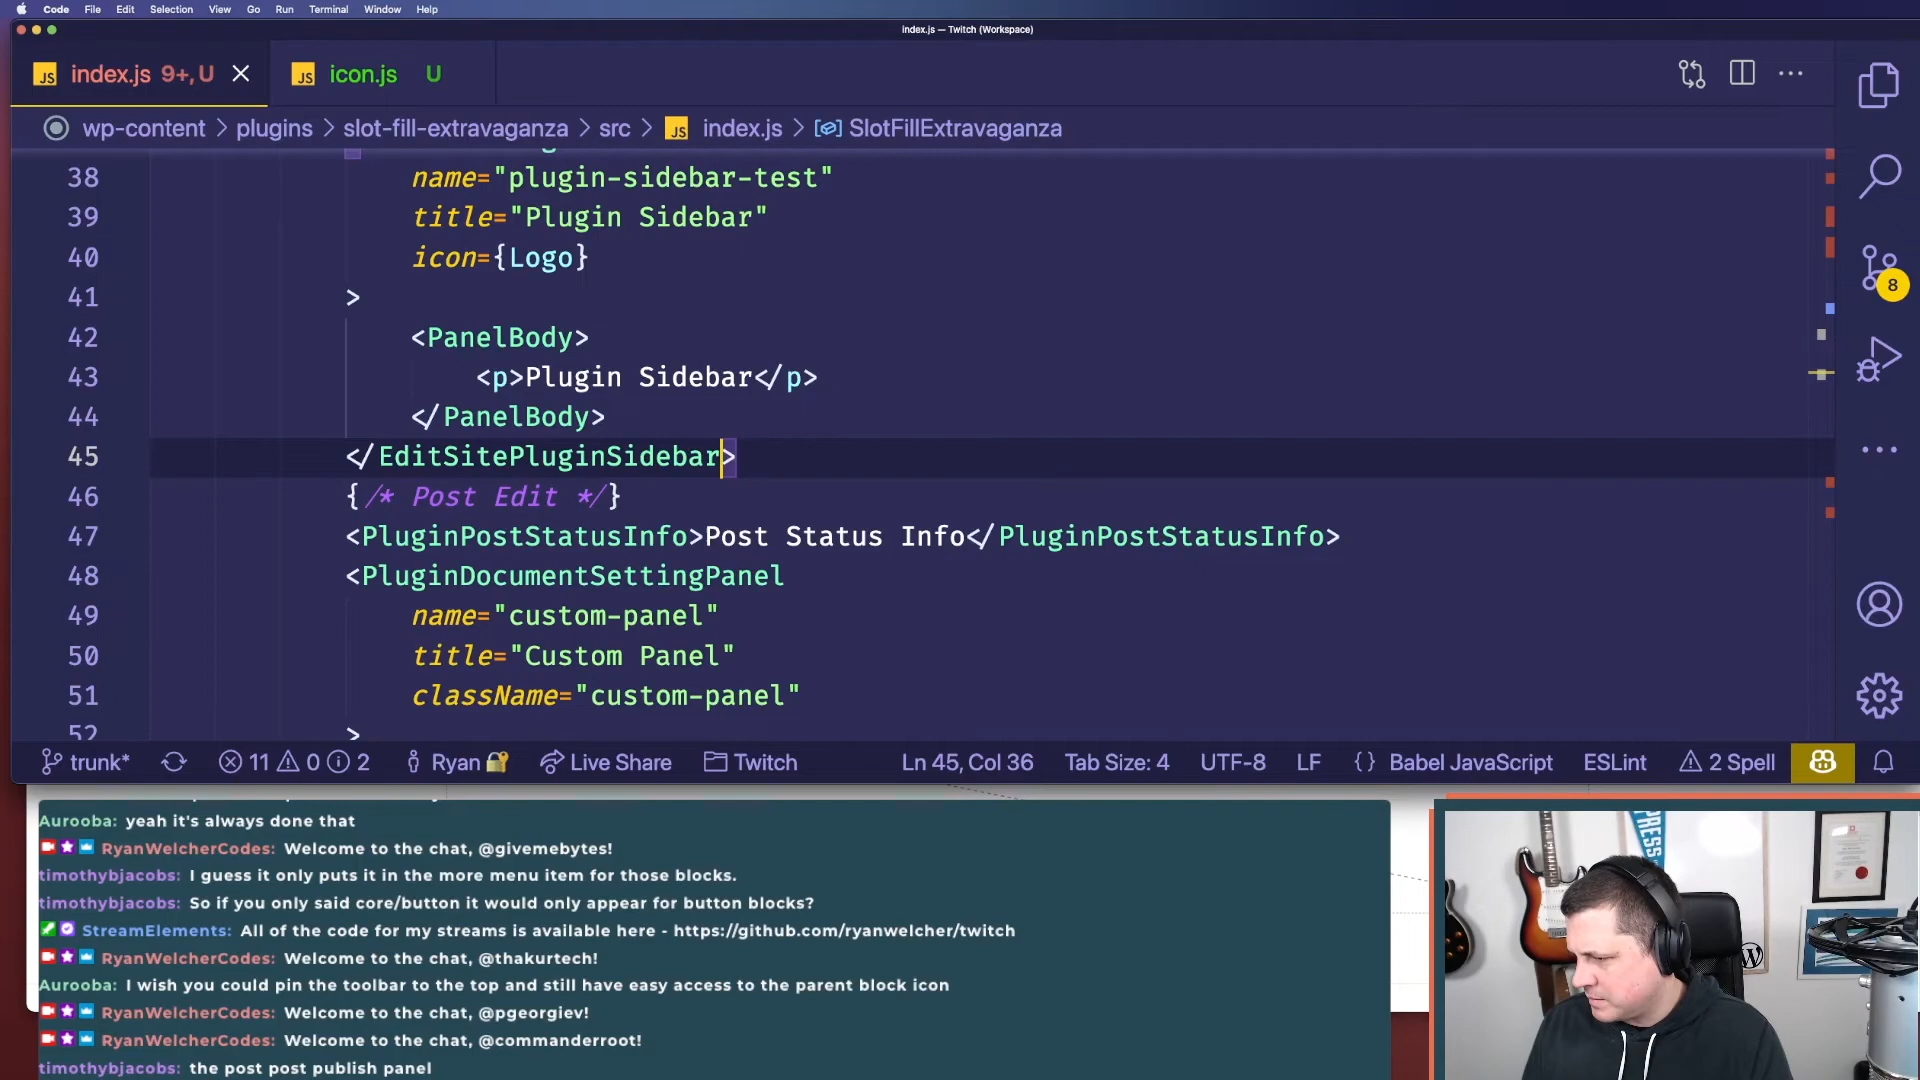 Code File Edit Selection View Go Run Terminal Window Help
index.js — Twitch (Workspace)
JS index.js 9+, U
JS icon.js U
wp-content > plugins > slot-fill-extravaganza > src > JS index.js > SlotFillExtravaganza
38 name="plugin-sidebar-test"
39 title="Plugin Sidebar"
40 icon={Logo}
41 >
42 <PanelBody>
43 <p>Plugin Sidebar</p>
44 </PanelBody>
45 </EditSitePluginSidebar>
46 {/* Post Edit */}
47 <PluginPostStatusInfo>Post Status Info</PluginPostStatusInfo>
48 <PluginDocumentSettingPanel
49 name="custom-panel"
50 title="Custom Panel"
51 className="custom-panel"
52 >
8
trunk* 11 0 2 Ryan Live Share Twitch Ln 45, Col 36 Tab Size: 4 UTF-8 LF {} Babel JavaScript ESLint 2 Spell
Aurooba: yeah it's always done that
RyanWelcherCodes: Welcome to the chat, @givemebytes!
timothybjacobs: I guess it only puts it in the more menu item for those blocks.
timothybjacobs: So if you only said core/button it would only appear for button blocks?
StreamElements: All of the code for my streams is available here - https://github.com/ryanwelcher/twitch
RyanWelcherCodes: Welcome to the chat, @thakurtech!
Aurooba: I wish you could pin the toolbar to the top and still have easy access to the parent block icon
RyanWelcherCodes: Welcome to the chat, @pgeorgiev!
RyanWelcherCodes: Welcome to the chat, @commanderroot!
timothybjacobs: the post post publish panel
PRESS